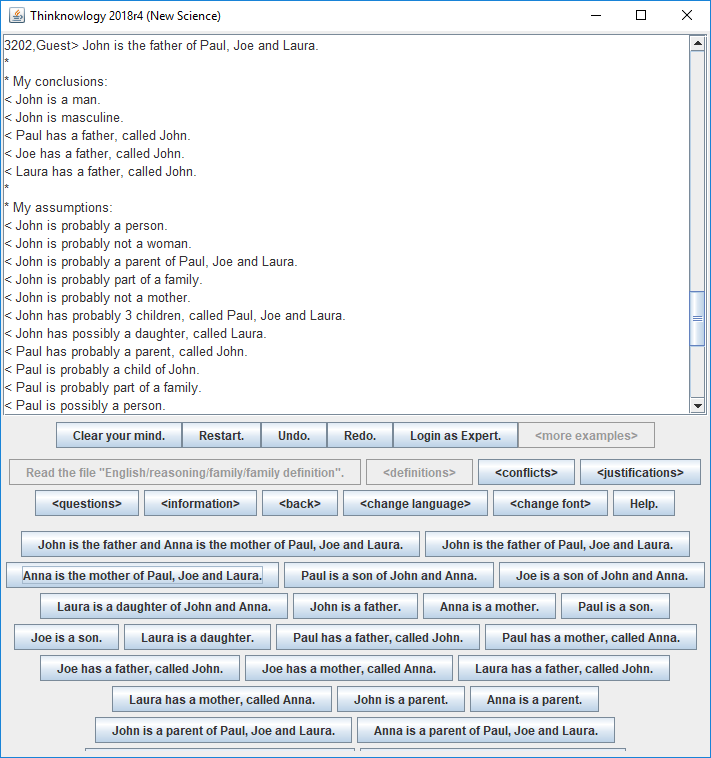 Thinknowlogy 2018r4 (New Science)
3202,Guest> John is the father of Paul, Joe and Laura.
*
* My conclusions:
< John is a man.
< John is masculine.
< Paul has a father, called John.
< Joe has a father, called John.
< Laura has a father, called John.
*
* My assumptions:
< John is probably a person.
< John is probably not a woman.
< John is probably a parent of Paul, Joe and Laura.
< John is probably part of a family.
< John is probably not a mother.
< John has probably 3 children, called Paul, Joe and Laura.
< John has possibly a daughter, called Laura.
< Paul has probably a parent, called John.
< Paul is probably a child of John.
< Paul is probably part of a family.
< Paul is possibly a person.
Clear your mind. Restart. Undo. Redo. Login as Expert. <more examples>
Read the file "English/reasoning/family/family definition". <definitions> <conflicts> <justifications>
<questions> <information> <back> <change language> <change font> Help.
John is the father and Anna is the mother of Paul, Joe and Laura. John is the father of Paul, Joe and Laura.
Anna is the mother of Paul, Joe and Laura. Paul is a son of John and Anna. Joe is a son of John and Anna.
Laura is a daughter of John and Anna. John is a father. Anna is a mother. Paul is a son.
Joe is a son. Laura is a daughter. Paul has a father, called John. Paul has a mother, called Anna.
Joe has a father, called John. Joe has a mother, called Anna. Laura has a father, called John.
Laura has a mother, called Anna. John is a parent. Anna is a parent.
John is a parent of Paul, Joe and Laura. Anna is a parent of Paul, Joe and Laura.